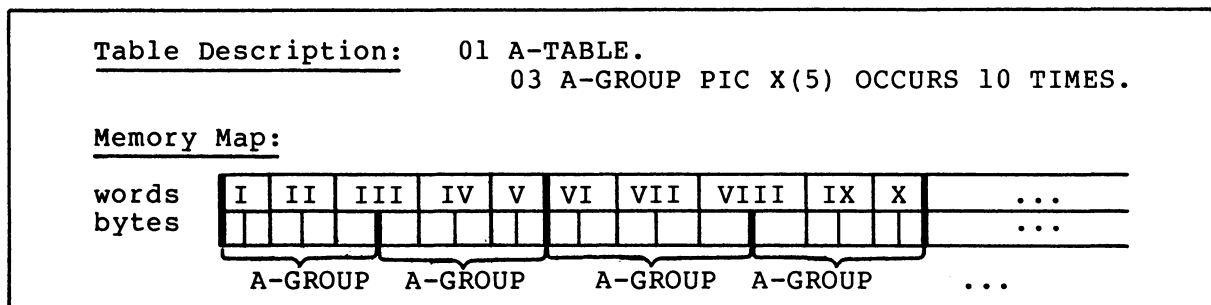 Table Description: 01 A-TABLE.
03 A-GROUP PIC X(5) OCCURS 10 TIMES.
Memory Map:
words I II III IV V VI VII VIII IX X ...
bytes ...
A-GROUP A-GROUP A-GROUP A-GROUP ...